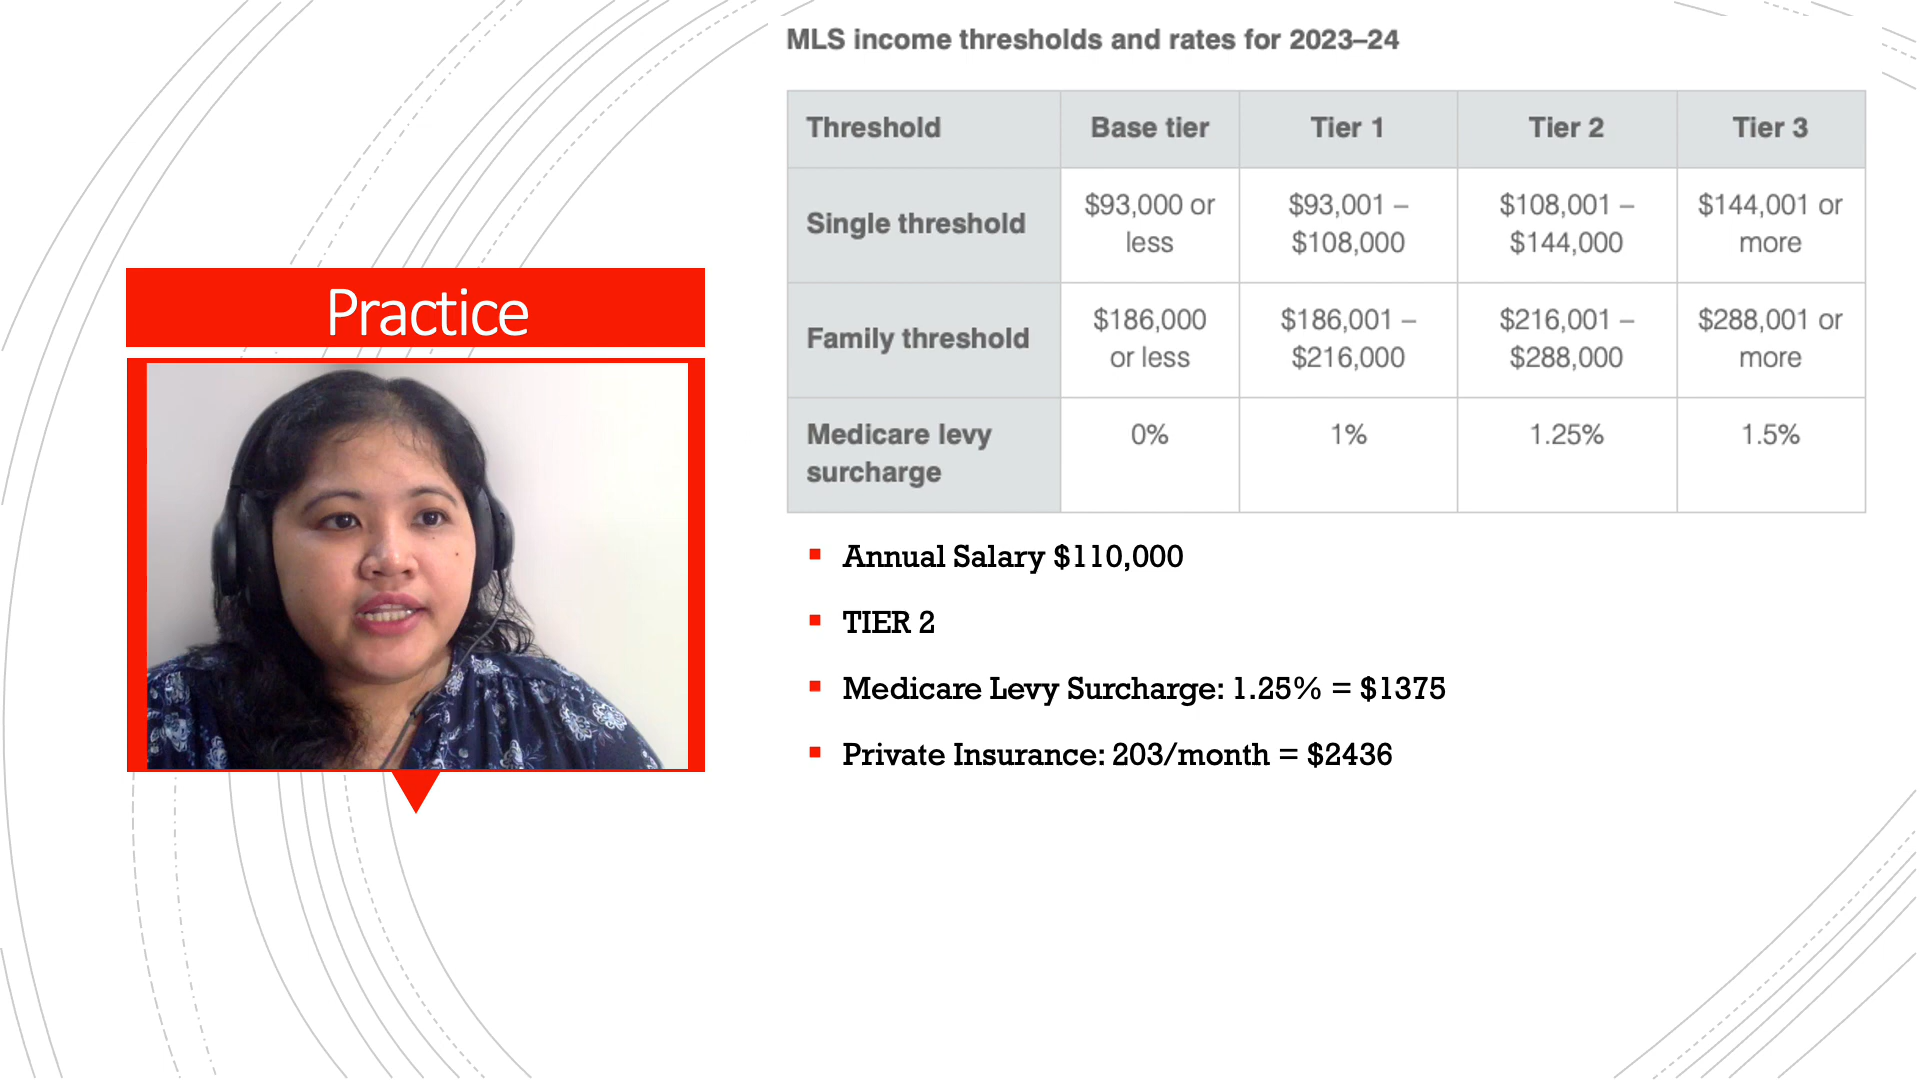 MLS income thresholds and rates for 2023–24
Threshold Base tier Tier 1 Tier 2 Tier 3
Single threshold $93,000 or less $93,001 – $108,000 $108,001 – $144,000 $144,001 or more
Family threshold $186,000 or less $186,001 – $216,000 $216,001 – $288,000 $288,001 or more
Medicare levy surcharge 0% 1% 1.25% 1.5%
Practice
Annual Salary $110,000
TIER 2
Medicare Levy Surcharge: 1.25% = $1375
Private Insurance: 203/month = $2436